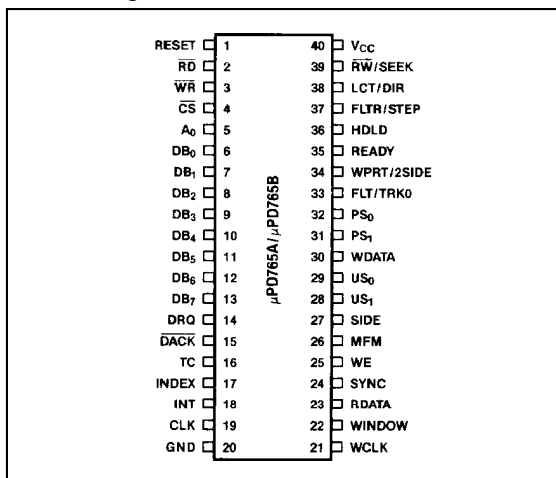 RESET 1 40 VCC
RD 2 39 RW/SEEK
WR 3 38 LCT/DIR
CS 4 37 FLTR/STEP
A0 5 36 HDLD
DB0 6 35 READY
DB1 7 34 WPRT/2SIDE
DB2 8 33 FLT/TRK0
DB3 9 32 PS0
DB4 10 31 PS1
DB5 11 30 WDATA
DB6 12 29 US0
DB7 13 28 US1
DRQ 14 27 SIDE
DACK 15 26 MFM
TC 16 25 WE
INDEX 17 24 SYNC
INT 18 23 RDATA
CLK 19 22 WINDOW
GND 20 21 WCLK
μPD765A/μPD765B